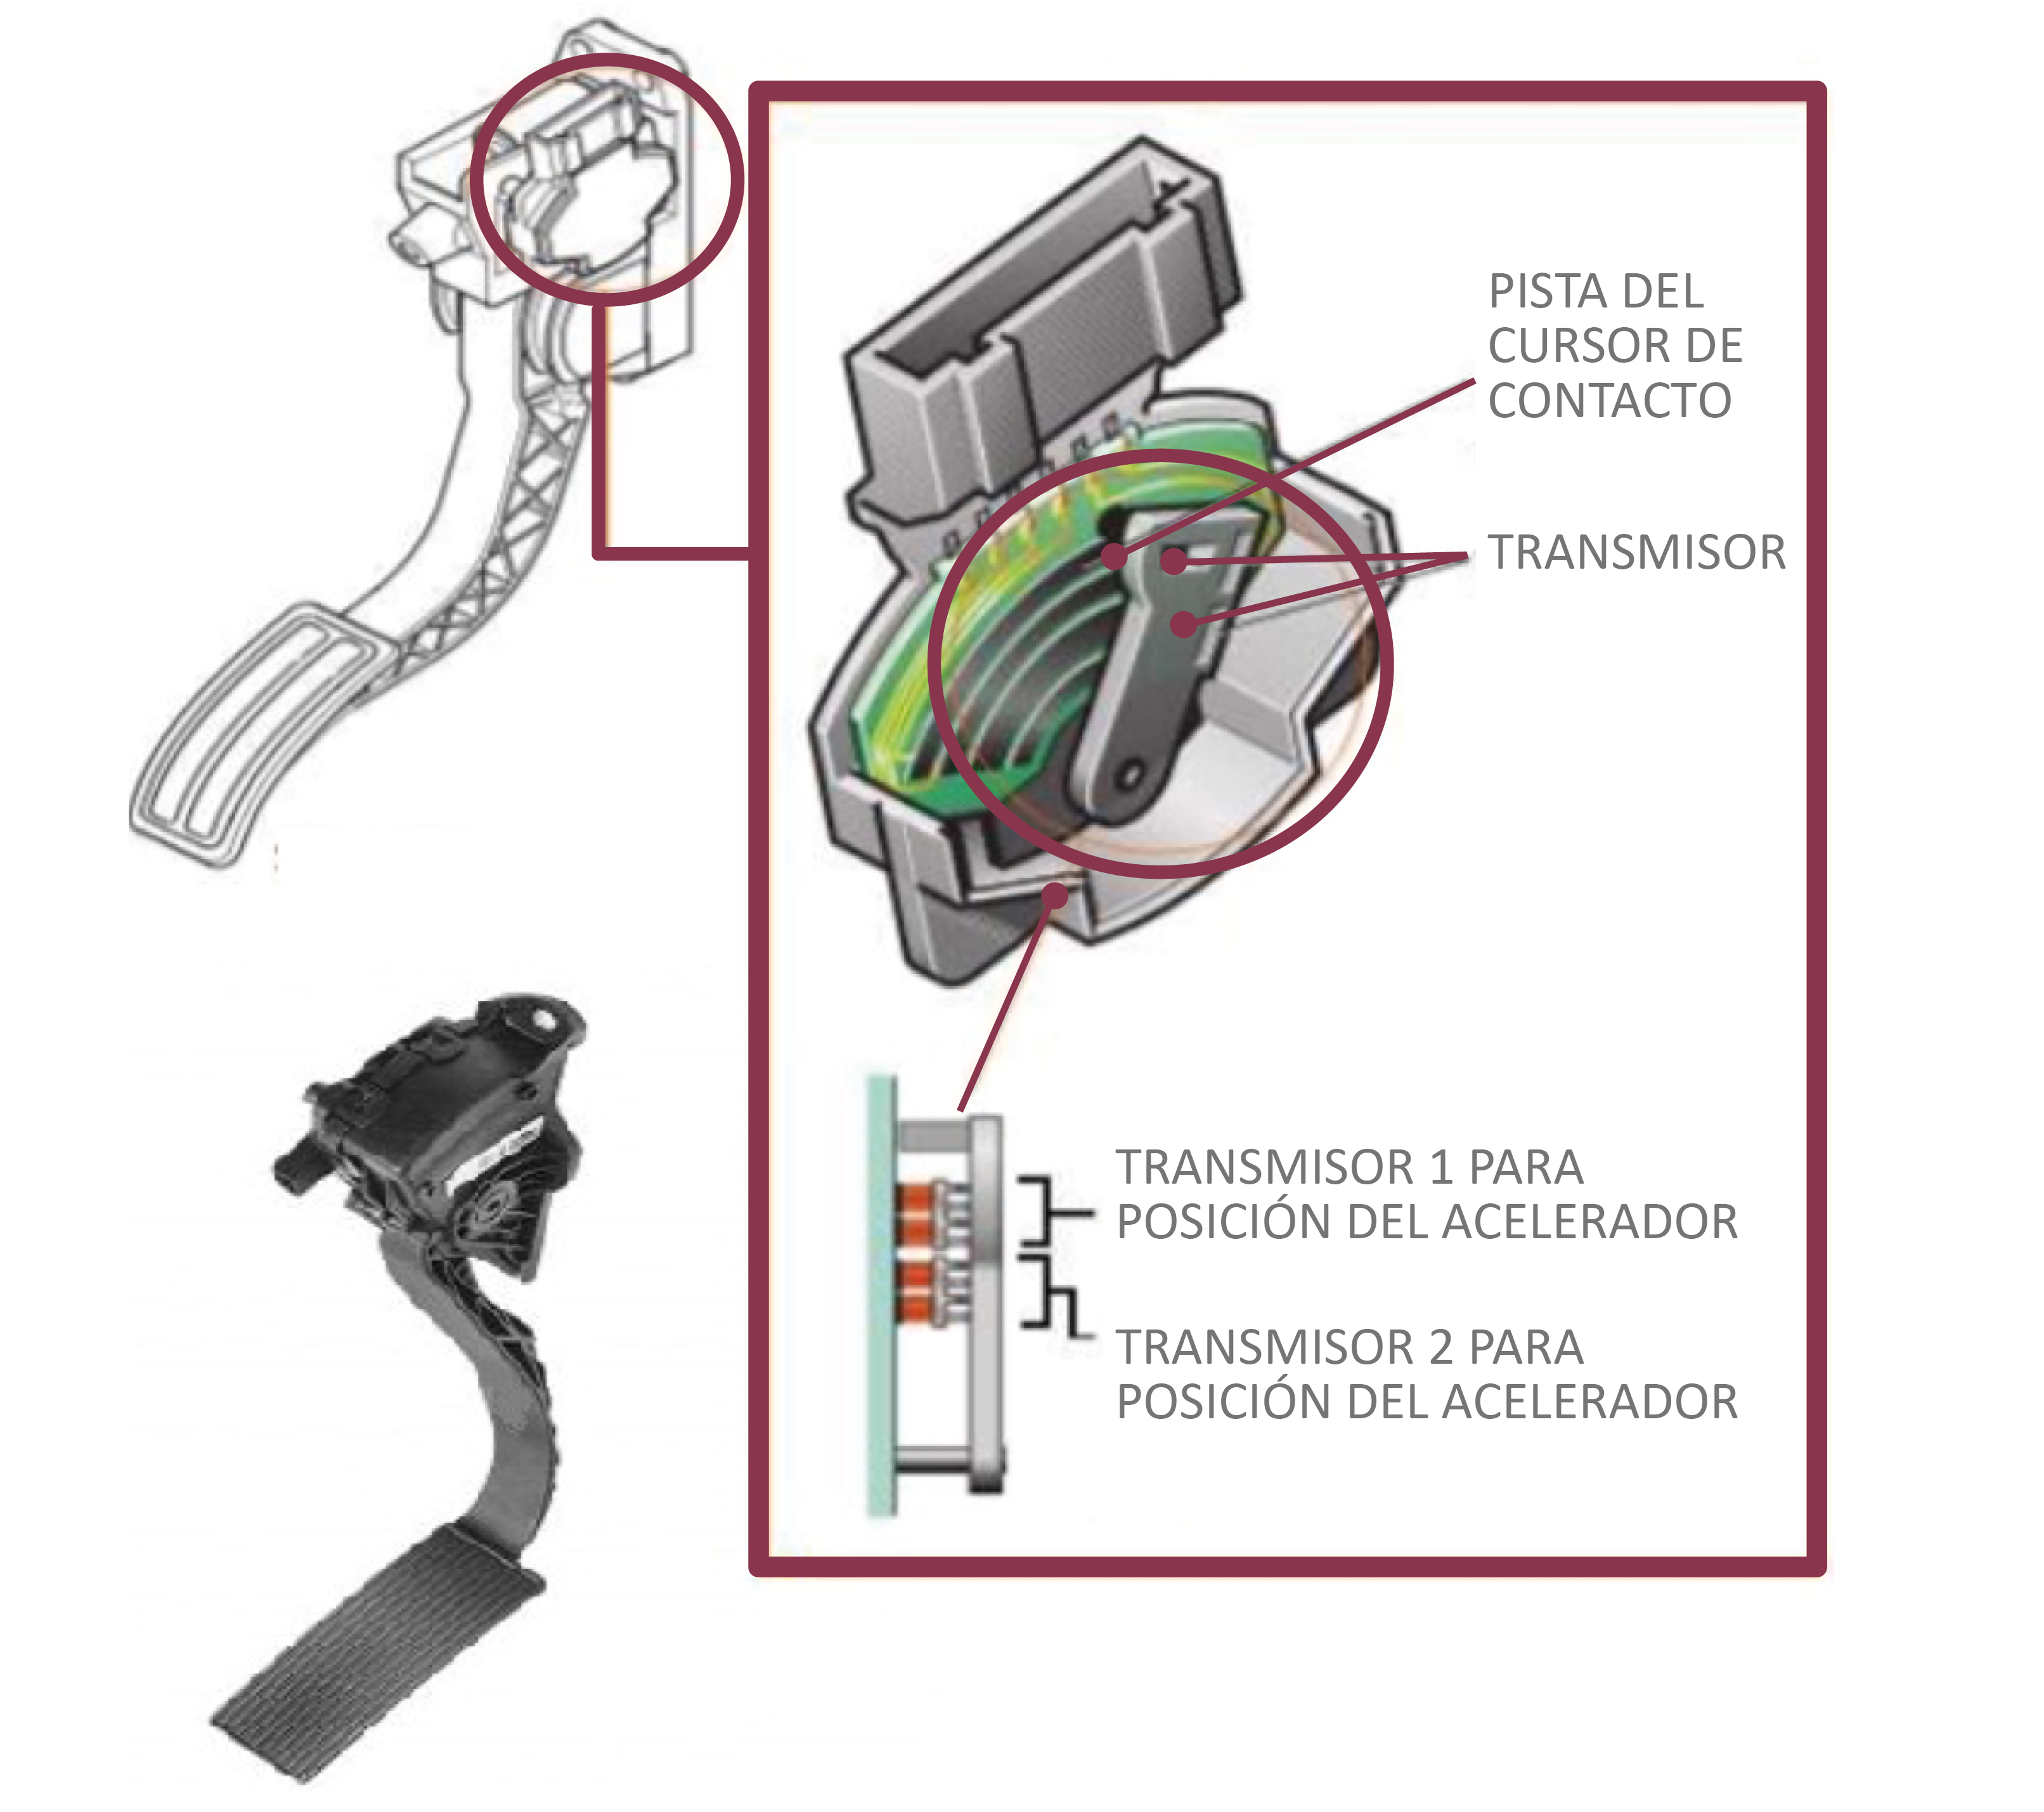 PISTA DEL
CURSOR DE
CONTACTO
TRANSMISOR
TRANSMISOR 1 PARA
POSICIÓN DEL ACELERADOR
TRANSMISOR 2 PARA
POSICIÓN DEL ACELERADOR